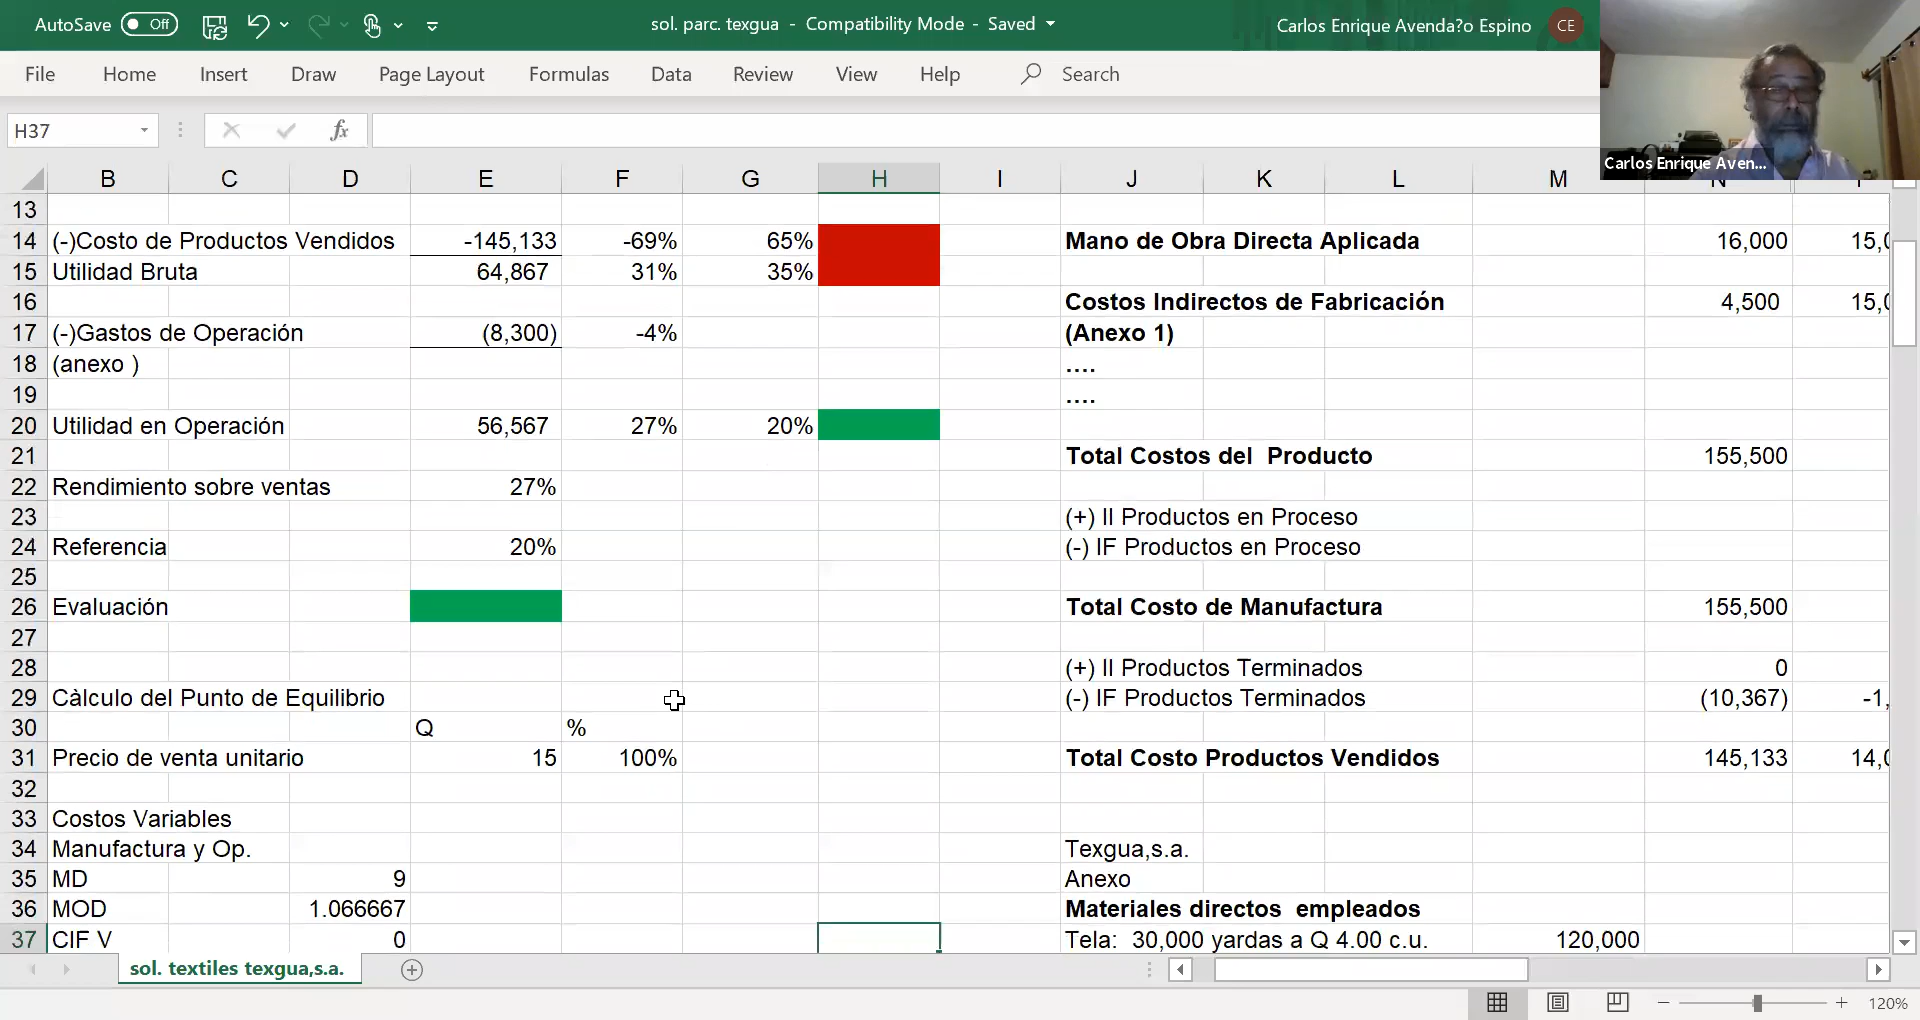 AutoSave Off
sol. parc. texgua - Compatibility Mode - Saved
Carlos Enrique Avenda?o Espino CE
File Home Insert Draw Page Layout Formulas Data Review View Help Search
H37 fx
Carlos Enrique Aven...
B C D E F G H I J K L M
13
14 (-)Costo de Productos Vendidos -145,133 -69% 65% Mano de Obra Directa Aplicada 16,000
15 Utilidad Bruta 64,867 31% 35%
16 Costos Indirectos de Fabricación 4,500
17 (-)Gastos de Operación (8,300) -4% (Anexo 1)
18 (anexo ) ....
19 ....
20 Utilidad en Operación 56,567 27% 20%
21 Total Costos del Producto 155,500
22 Rendimiento sobre ventas 27%
23 (+) II Productos en Proceso
24 Referencia 20% (-) IF Productos en Proceso
25
26 Evaluación Total Costo de Manufactura 155,500
27
28 (+) II Productos Terminados 0
29 Càlculo del Punto de Equilibrio (-) IF Productos Terminados (10,367) -1,
30 Q %
31 Precio de venta unitario 15 100% Total Costo Productos Vendidos 145,133
32
33 Costos Variables
34 Manufactura y Op. Texgua,s.a.
35 MD 9 Anexo
36 MOD 1.066667 Materiales directos empleados
37 CIF V 0 Tela: 30,000 yardas a Q 4.00 c.u. 120,000
sol. textiles texgua,s.a.
120%